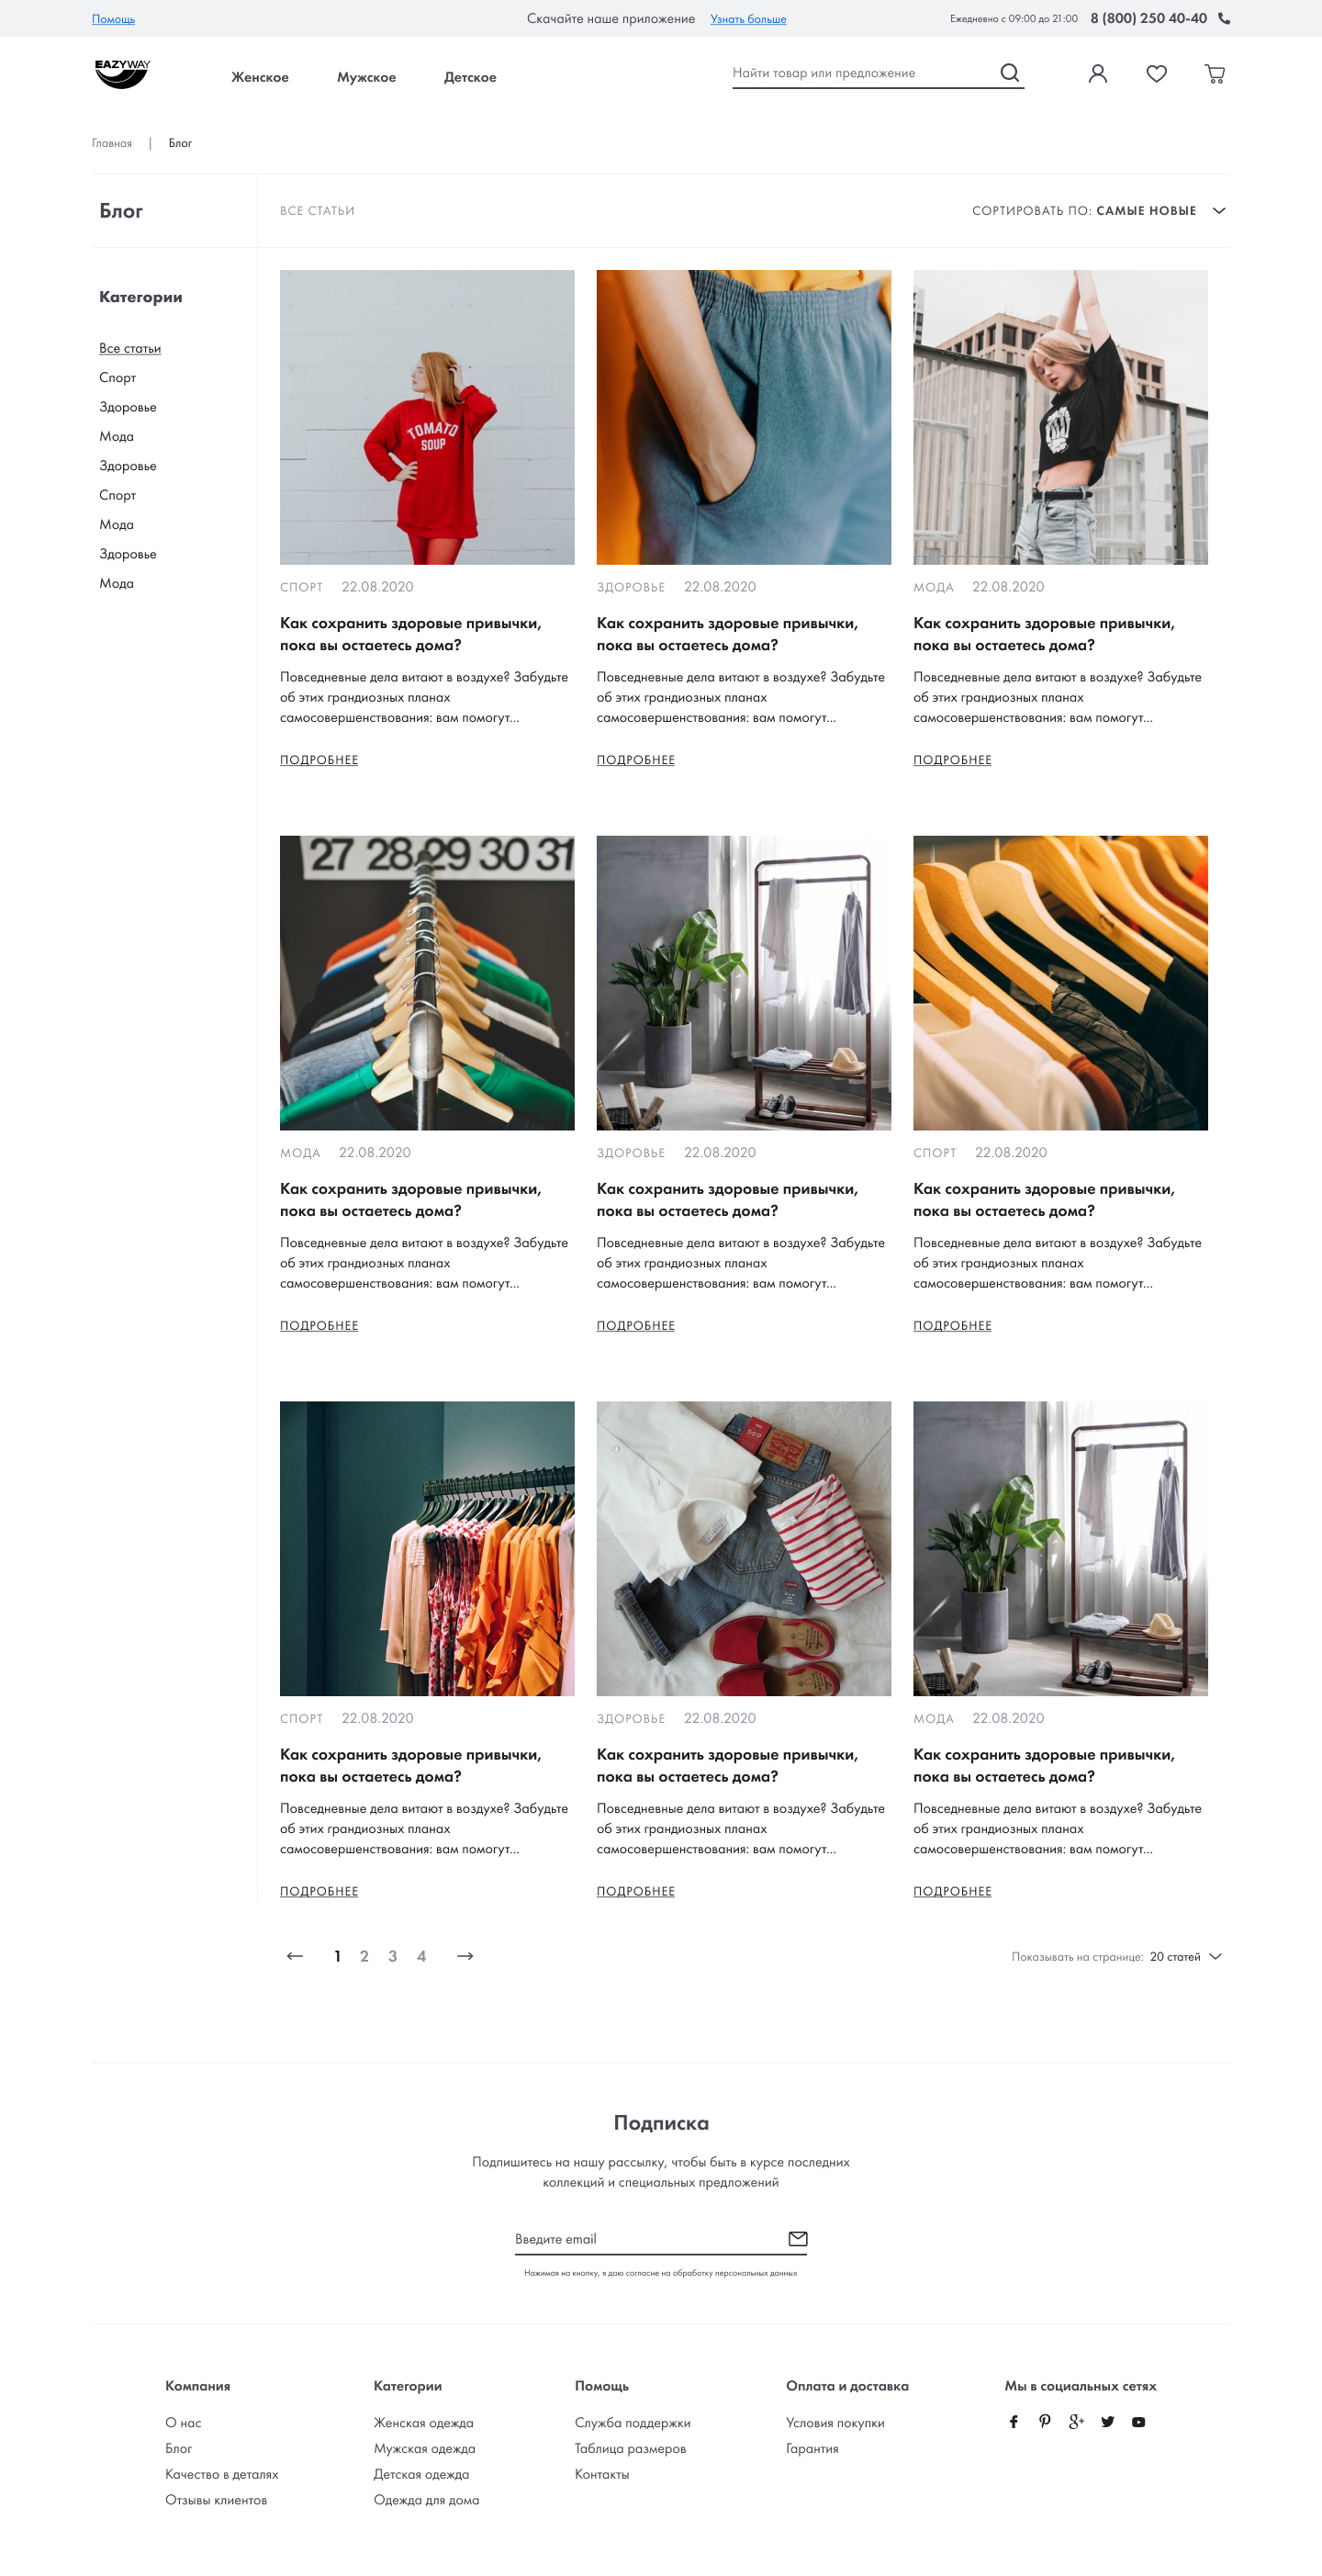 Помощь
Скачайте наше приложение Узнать больше
Ежедневно с 09:00 до 21:00 8 (800) 250 40-40
EAZYWAY
Женское Мужское Детское
Найти товар или предложение
Главная | Блог
Блог
ВСЕ СТАТЬИ
СОРТИРОВАТЬ ПО: САМЫЕ НОВЫЕ
Категории
Все статьи
Спорт
Здоровье
Мода
Здоровье
Спорт
Мода
Здоровье
Мода
TOMATO
SOUP
СПОРТ 22.08.2020
Как сохранить здоровые привычки,
пока вы остаетесь дома?
Повседневные дела витают в воздухе? Забудьте
об этих грандиозных планах
самосовершенствования: вам помогут...
ПОДРОБНЕЕ
ЗДОРОВЬЕ 22.08.2020
Как сохранить здоровые привычки,
пока вы остаетесь дома?
Повседневные дела витают в воздухе? Забудьте
об этих грандиозных планах
самосовершенствования: вам помогут...
ПОДРОБНЕЕ
МОДА 22.08.2020
Как сохранить здоровые привычки,
пока вы остаетесь дома?
Повседневные дела витают в воздухе? Забудьте
об этих грандиозных планах
самосовершенствования: вам помогут...
ПОДРОБНЕЕ
27 28 29 30 31
МОДА 22.08.2020
Как сохранить здоровые привычки,
пока вы остаетесь дома?
Повседневные дела витают в воздухе? Забудьте
об этих грандиозных планах
самосовершенствования: вам помогут...
ПОДРОБНЕЕ
ЗДОРОВЬЕ 22.08.2020
Как сохранить здоровые привычки,
пока вы остаетесь дома?
Повседневные дела витают в воздухе? Забудьте
об этих грандиозных планах
самосовершенствования: вам помогут...
ПОДРОБНЕЕ
СПОРТ 22.08.2020
Как сохранить здоровые привычки,
пока вы остаетесь дома?
Повседневные дела витают в воздухе? Забудьте
об этих грандиозных планах
самосовершенствования: вам помогут...
ПОДРОБНЕЕ
СПОРТ 22.08.2020
Как сохранить здоровые привычки,
пока вы остаетесь дома?
Повседневные дела витают в воздухе? Забудьте
об этих грандиозных планах
самосовершенствования: вам помогут...
ПОДРОБНЕЕ
569
ЗДОРОВЬЕ 22.08.2020
Как сохранить здоровые привычки,
пока вы остаетесь дома?
Повседневные дела витают в воздухе? Забудьте
об этих грандиозных планах
самосовершенствования: вам помогут...
ПОДРОБНЕЕ
МОДА 22.08.2020
Как сохранить здоровые привычки,
пока вы остаетесь дома?
Повседневные дела витают в воздухе? Забудьте
об этих грандиозных планах
самосовершенствования: вам помогут...
ПОДРОБНЕЕ
1 2 3 4
Показывать на странице: 20 статей
Подписка
Подпишитесь на нашу рассылку, чтобы быть в курсе последних
коллекций и специальных предложений
Введите email
Нажимая на кнопку, я даю согласие на обработку персональных данных
Компания
О нас
Блог
Качество в деталях
Отзывы клиентов
Категории
Женская одежда
Мужская одежда
Детская одежда
Одежда для дома
Помощь
Служба поддержки
Таблица размеров
Контакты
Оплата и доставка
Условия покупки
Гарантия
Мы в социальных сетях